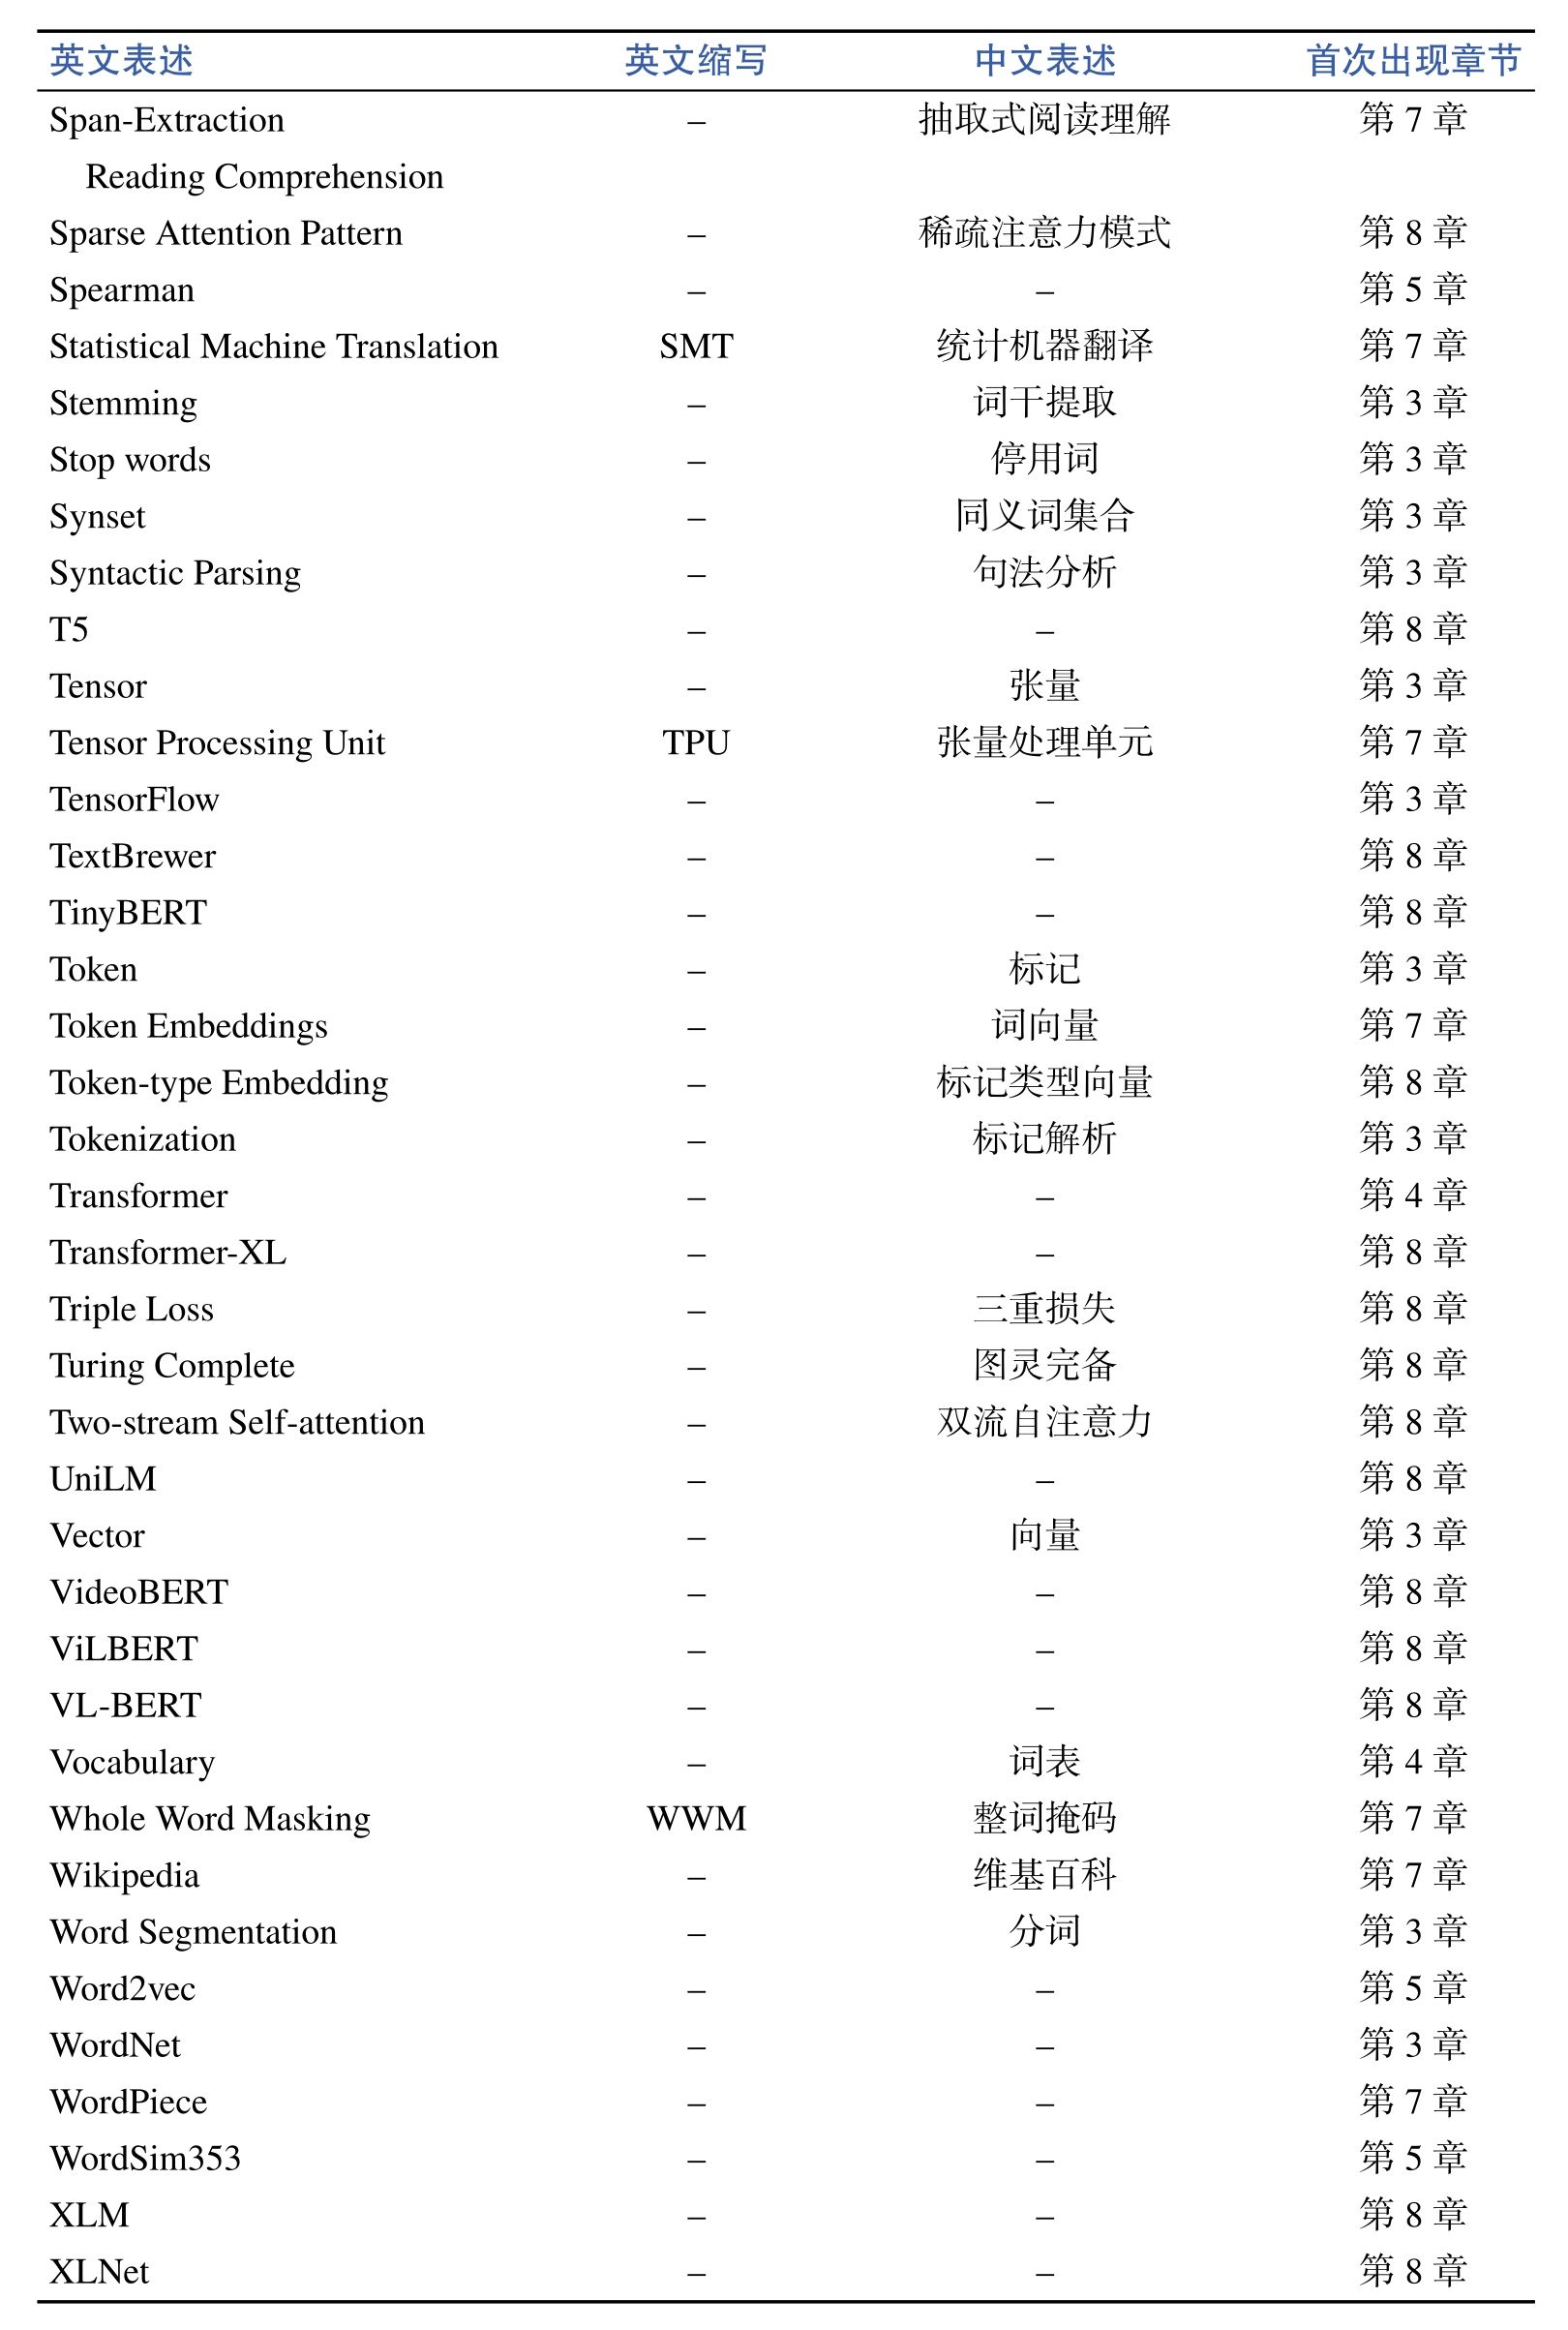 英文表述 英文缩写 中文表述 首次出现章节
Span-Extraction – 抽取式阅读理解 第 7 章
Reading Comprehension
Sparse Attention Pattern – 稀疏注意力模式 第 8 章
Spearman – – 第 5 章
Statistical Machine Translation SMT 统计机器翻译 第 7 章
Stemming – 词干提取 第 3 章
Stop words – 停用词 第 3 章
Synset – 同义词集合 第 3 章
Syntactic Parsing – 句法分析 第 3 章
T5 – – 第 8 章
Tensor – 张量 第 3 章
Tensor Processing Unit TPU 张量处理单元 第 7 章
TensorFlow – – 第 3 章
TextBrewer – – 第 8 章
TinyBERT – – 第 8 章
Token – 标记 第 3 章
Token Embeddings – 词向量 第 7 章
Token-type Embedding – 标记类型向量 第 8 章
Tokenization – 标记解析 第 3 章
Transformer – – 第 4 章
Transformer-XL – – 第 8 章
Triple Loss – 三重损失 第 8 章
Turing Complete – 图灵完备 第 8 章
Two-stream Self-attention – 双流自注意力 第 8 章
UniLM – – 第 8 章
Vector – 向量 第 3 章
VideoBERT – – 第 8 章
ViLBERT – – 第 8 章
VL-BERT – – 第 8 章
Vocabulary – 词表 第 4 章
Whole Word Masking WWM 整词掩码 第 7 章
Wikipedia – 维基百科 第 7 章
Word Segmentation – 分词 第 3 章
Word2vec – – 第 5 章
WordNet – – 第 3 章
WordPiece – – 第 7 章
WordSim353 – – 第 5 章
XLM – – 第 8 章
XLNet – – 第 8 章